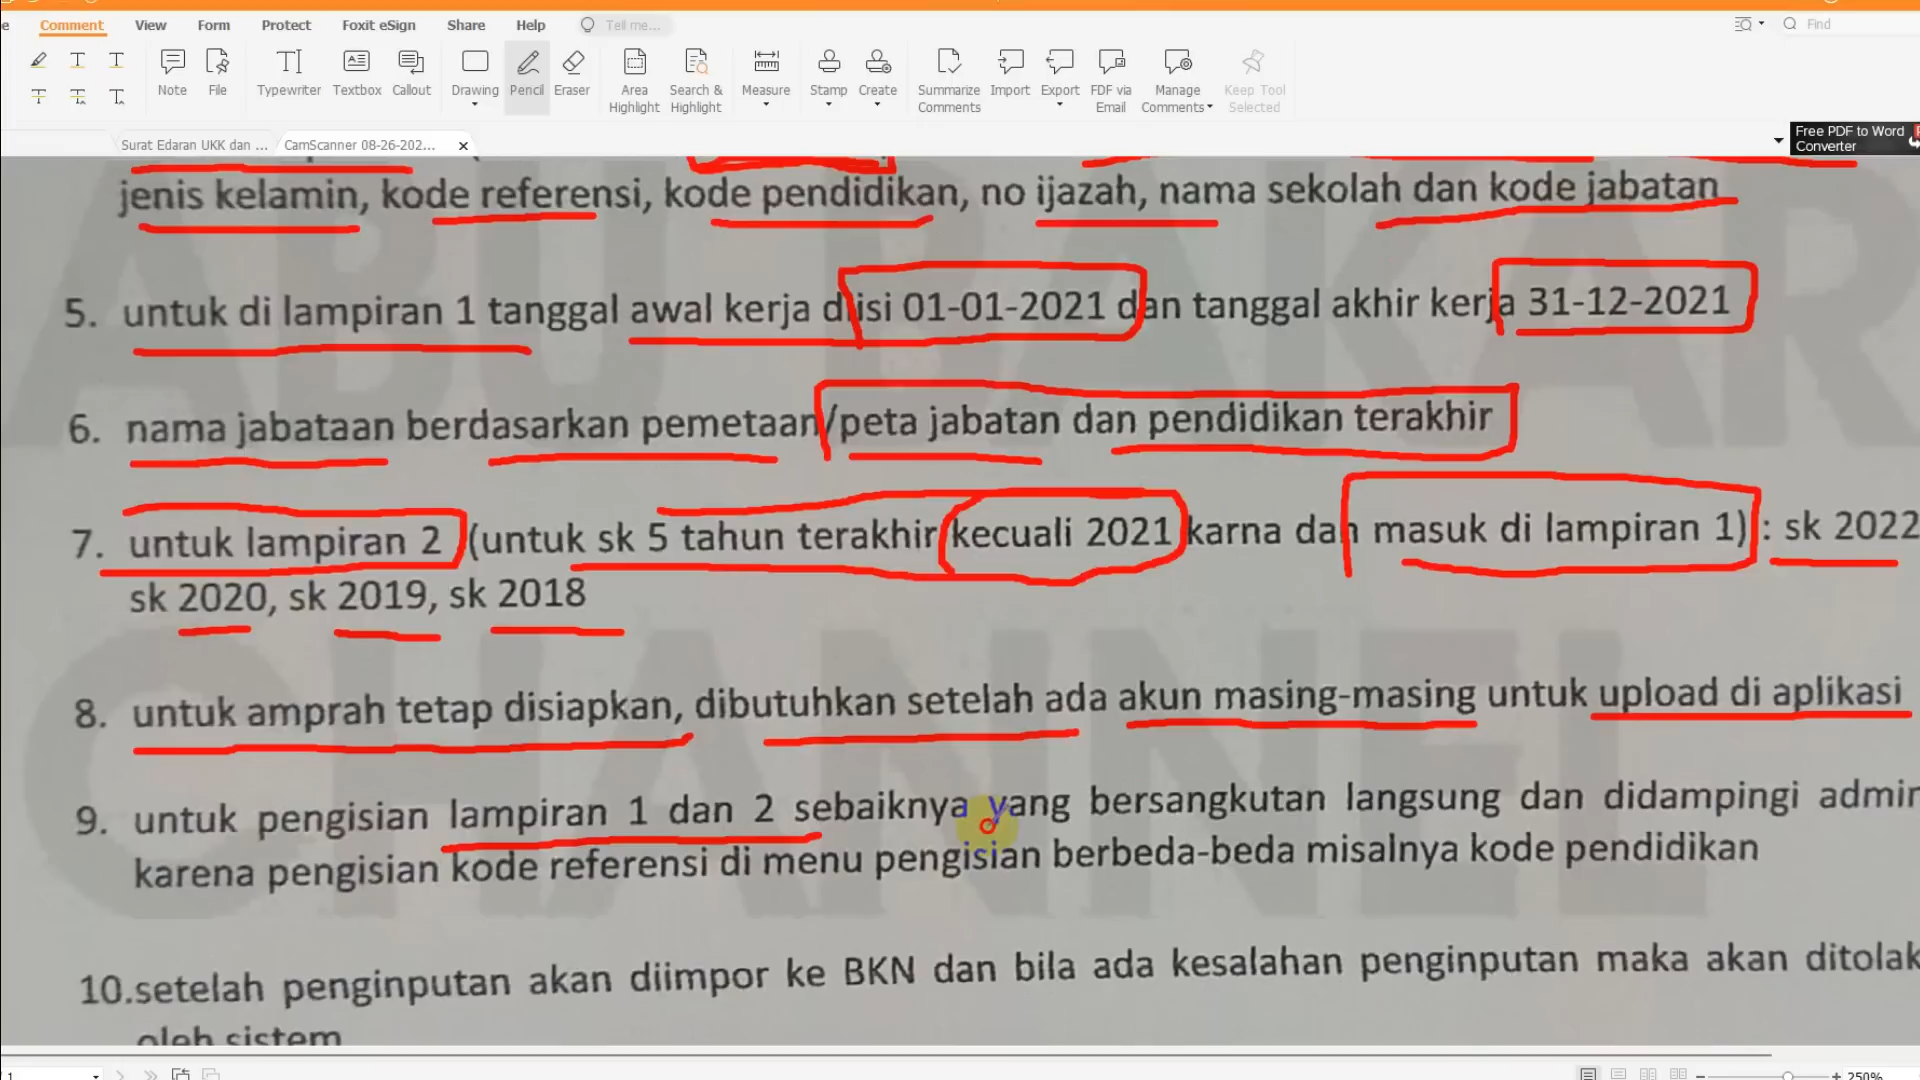 Comment View Form Protect Foxit eSign Share Help Tell me... Find
Note File Typewriter Textbox Callout Drawing Pencil Eraser Area Highlight Search & Highlight Measure Stamp Create Summarize Comments Import Export PDF via Email Manage Comments Keep Tool Selected
Surat Edaran UKK dan ... CamScanner 08-26-202... Free PDF to Word Converter
jenis kelamin, kode referensi, kode pendidikan, no ijazah, nama sekolah dan kode jabatan
5. untuk di lampiran 1 tanggal awal kerja diisi 01-01-2021 dan tanggal akhir kerja 31-12-2021
6. nama jabataan berdasarkan pemetaan/peta jabatan dan pendidikan terakhir
7. untuk lampiran 2 (untuk sk 5 tahun terakhir kecuali 2021 karna dah masuk di lampiran 1) : sk 2022
sk 2020, sk 2019, sk 2018
8. untuk amprah tetap disiapkan, dibutuhkan setelah ada akun masing-masing untuk upload di aplikasi
9. untuk pengisian lampiran 1 dan 2 sebaiknya yang bersangkutan langsung dan didampingi admin
karena pengisian kode referensi di menu pengisian berbeda-beda misalnya kode pendidikan
10.setelah penginputan akan diimpor ke BKN dan bila ada kesalahan penginputan maka akan ditolak
oleh sistem
ABU BAKAR
CHANNEL
1 250%